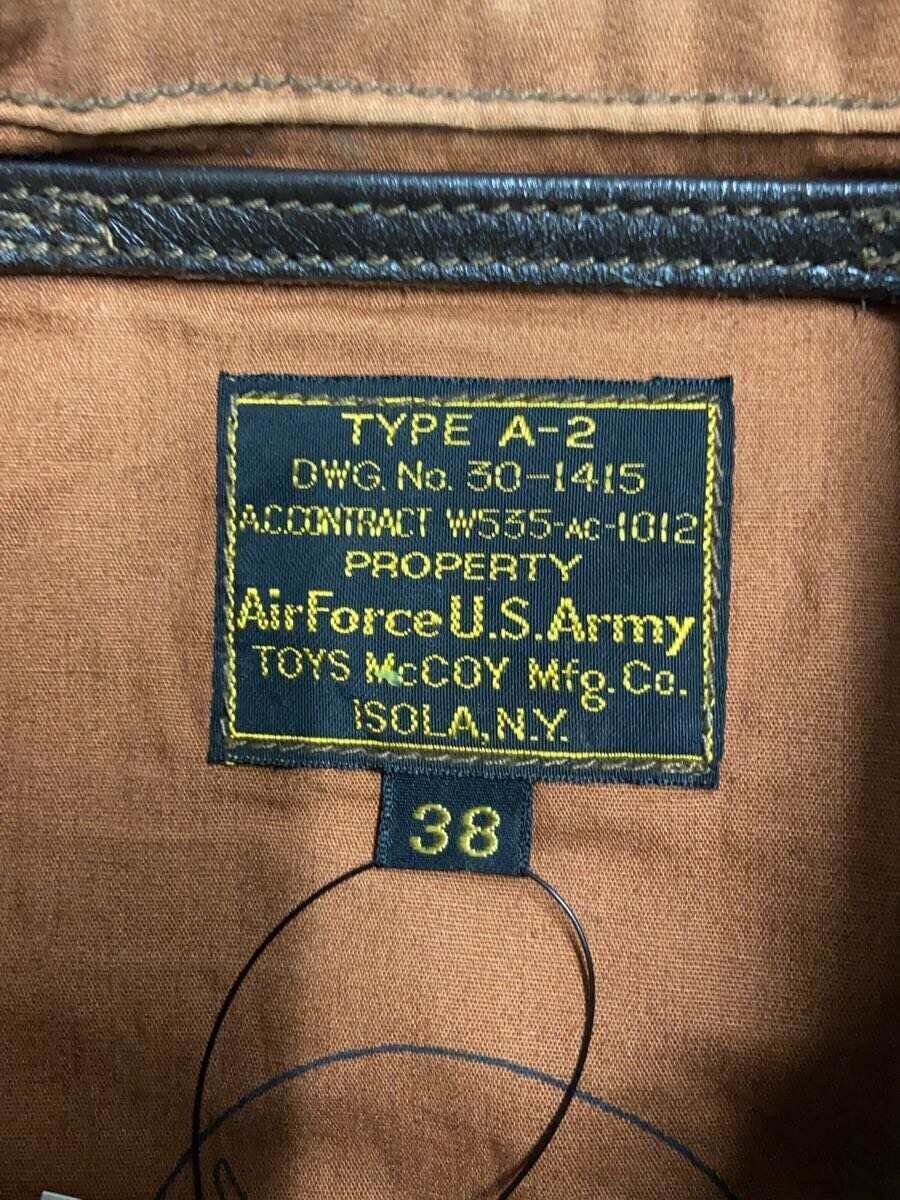 TYPE A-2
DWG. No. 30-1415
A.C. CONTRACT W535-AC-1012
PROPERTY
Air Force U.S. Army
TOYS McCOY Mfg. Co.
ISOLA, N.Y.
38